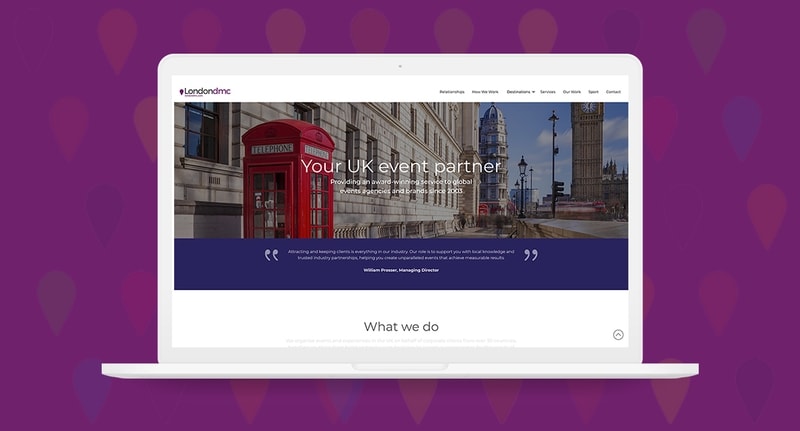 Londondmc
Relationships How We Work Destinations Services Our Work Sport Contact
TELEPHONE
Your UK event partner
Providing an award-winning service to global
events agencies and brands since 2003
Attracting and keeping clients is everything in our industry. Our role is to support you with local knowledge and
trusted industry partnerships, helping you create unparalleled events that achieve measurable results
William Presser, Managing Director
What we do